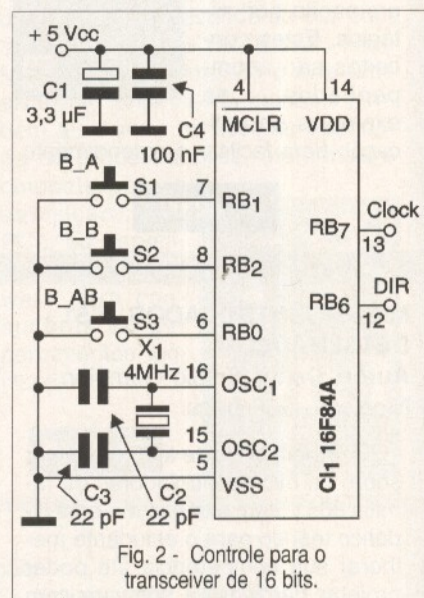 + 5 Vcc
C1
3,3 µF
C4
100 nF
4
14
MCLR VDD
B_A
S1
7
RB1
B_B
S2
8
RB2
B_AB
S3
6
RB0
RB7
Clock
13
RB6
DIR
12
X1
4MHz
16
OSC1
15
OSC2
5
VSS
CI1 16F84A
C3
22 pF
C2
22 pF
Fig. 2 - Controle para o
transceiver de 16 bits.